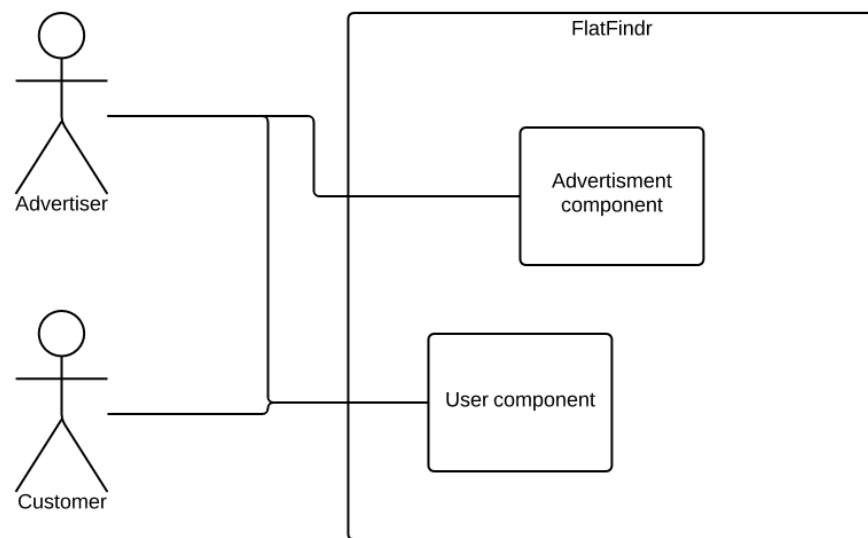 FlatFindr
Advertisment
component
Advertiser
User component
Customer